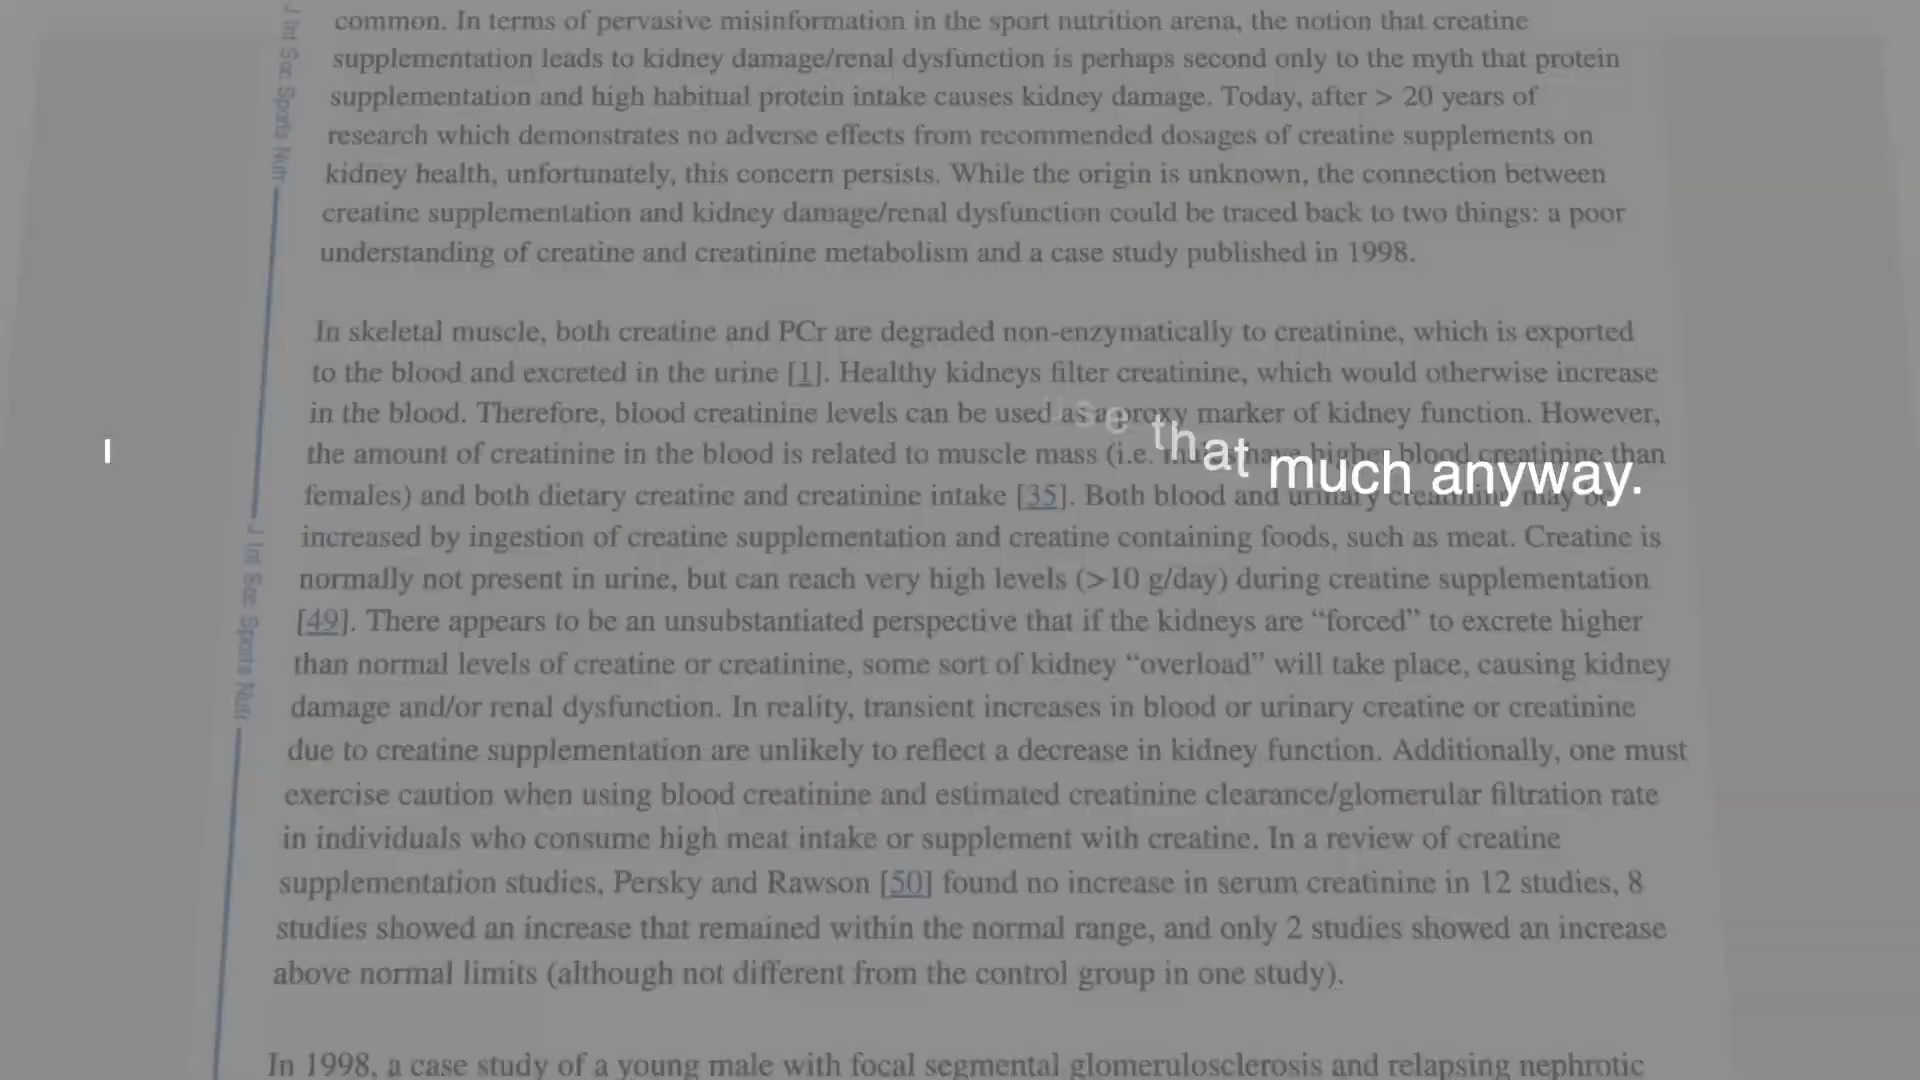 common. In terms of pervasive misinformation in the sport nutrition arena, the notion that creatine
supplementation leads to kidney damage/renal dysfunction is perhaps second only to the myth that protein
supplementation and high habitual protein intake causes kidney damage. Today, after > 20 years of
research which demonstrates no adverse effects from recommended dosages of creatine supplements on
kidney health, unfortunately, this concern persists. While the origin is unknown, the connection between
creatine supplementation and kidney damage/renal dysfunction could be traced back to two things: a poor
understanding of creatine and creatinine metabolism and a case study published in 1998.
In skeletal muscle, both creatine and PCr are degraded non-enzymatically to creatinine, which is exported
to the blood and excreted in the urine [1]. Healthy kidneys filter creatinine, which would otherwise increase
in the blood. Therefore, blood creatinine levels can be used as a proxy marker of kidney function. However,
the amount of creatinine in the blood is related to muscle mass (i.e. have higher blood creatinine than
females) and both dietary creatine and creatinine intake [35]. Both blood and urinary creatinine may be
increased by ingestion of creatine supplementation and creatine containing foods, such as meat. Creatine is
normally not present in urine, but can reach very high levels (>10 g/day) during creatine supplementation
[49]. There appears to be an unsubstantiated perspective that if the kidneys are “forced” to excrete higher
than normal levels of creatine or creatinine, some sort of kidney “overload” will take place, causing kidney
damage and/or renal dysfunction. In reality, transient increases in blood or urinary creatine or creatinine
due to creatine supplementation are unlikely to reflect a decrease in kidney function. Additionally, one must
exercise caution when using blood creatinine and estimated creatinine clearance/glomerular filtration rate
in individuals who consume high meat intake or supplement with creatine. In a review of creatine
supplementation studies, Persky and Rawson [50] found no increase in serum creatinine in 12 studies, 8
studies showed an increase that remained within the normal range, and only 2 studies showed an increase
above normal limits (although not different from the control group in one study).
In 1998, a case study of a young male with focal segmental glomerulosclerosis and relapsing nephrotic
J Int Soc Sports Nutr
J Int Soc Sports Nutr
I
use that much anyway.